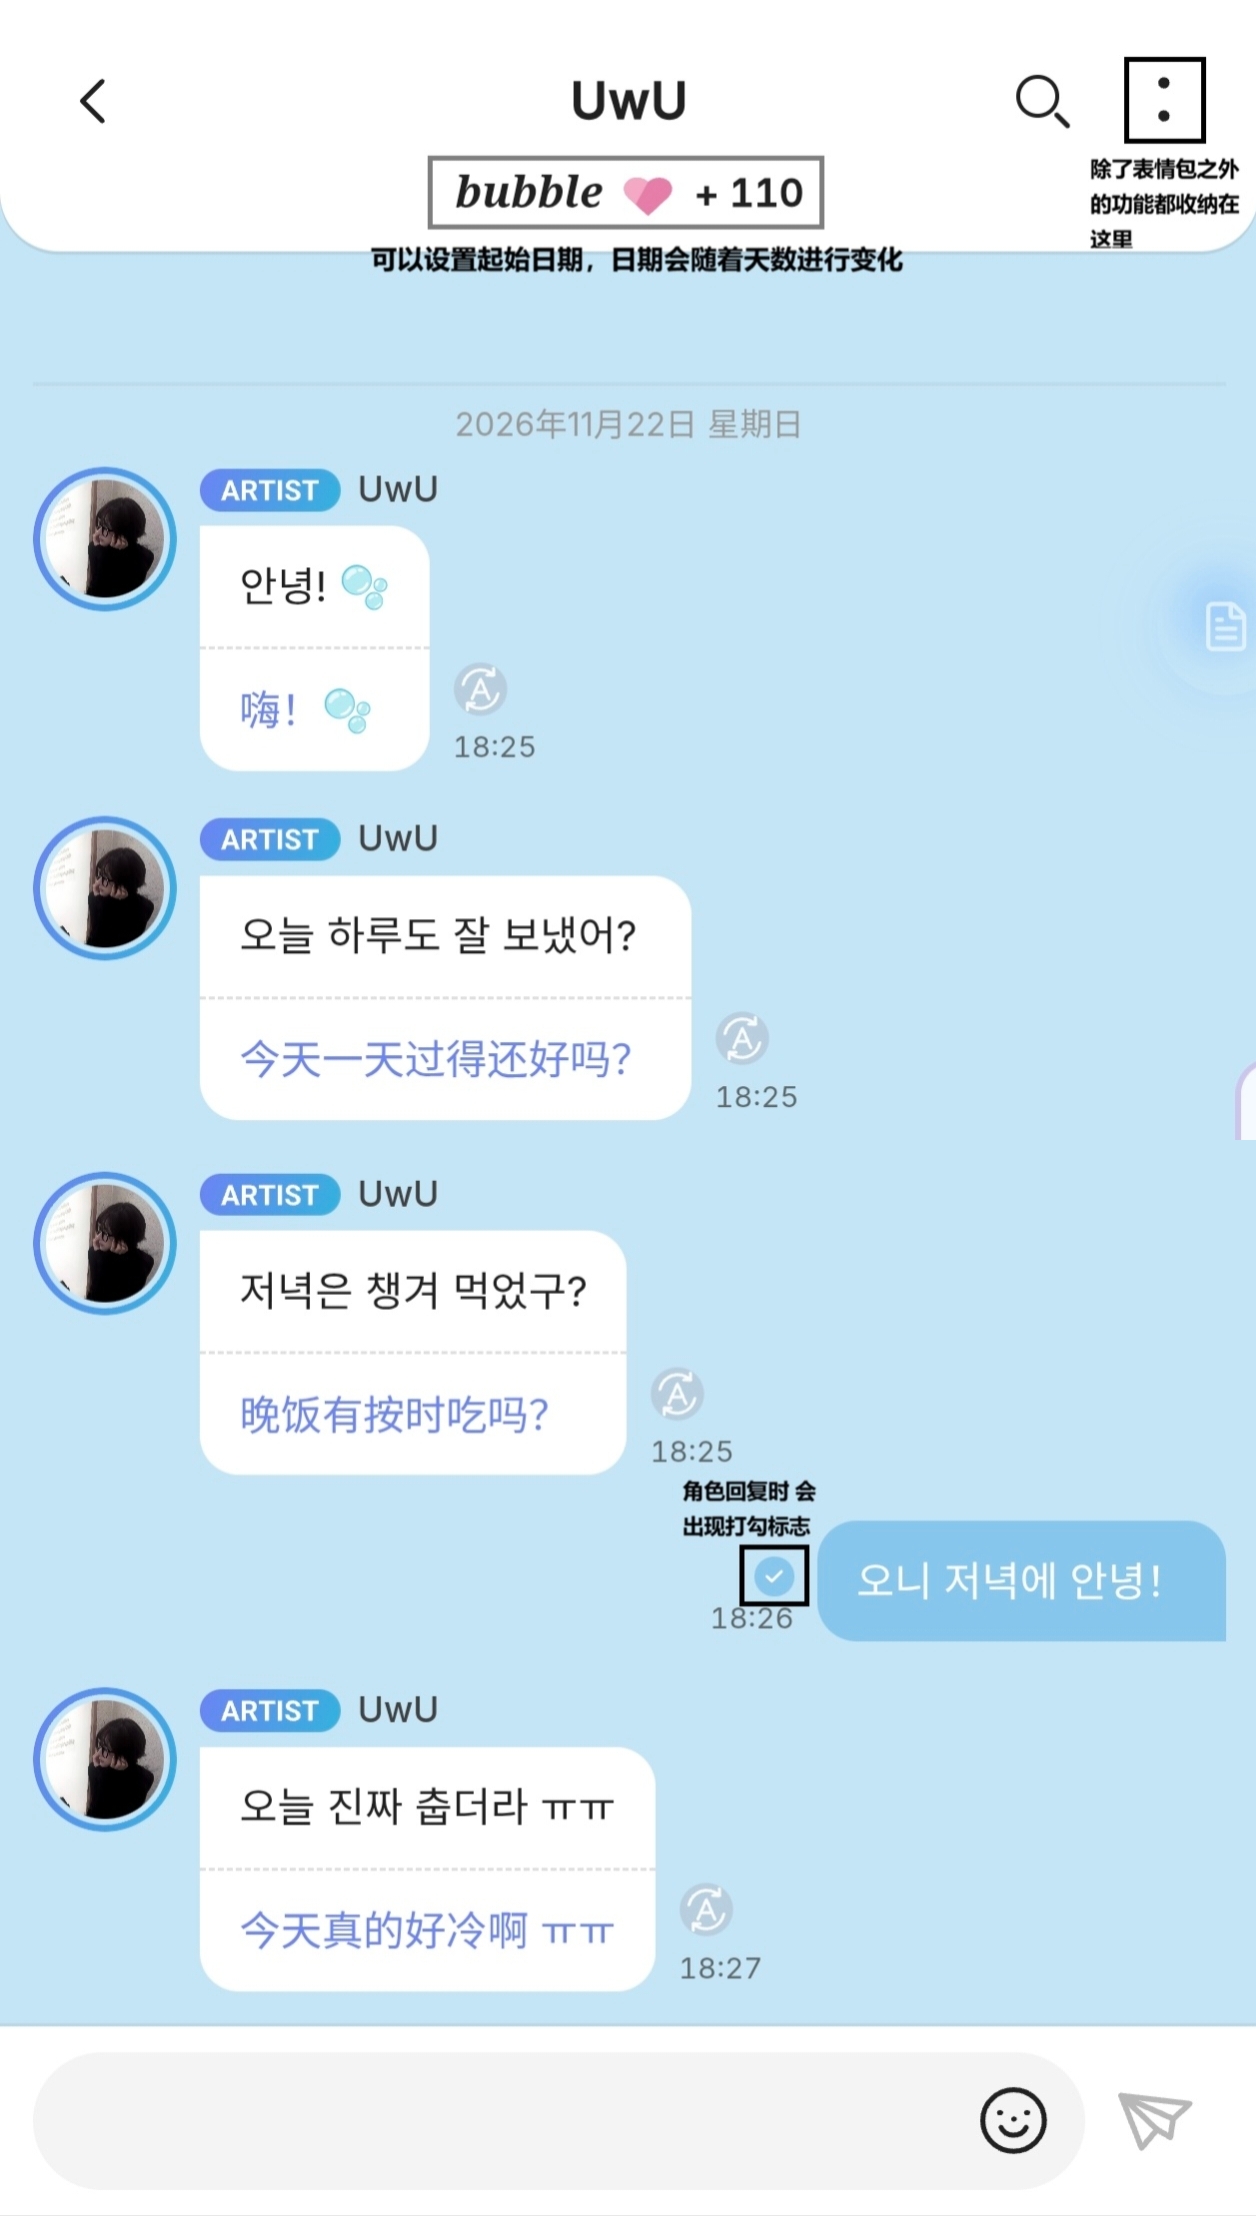 UwU
bubble + 110
除了表情包之外
的功能都收纳在
这里
可以设置起始日期，日期会随着天数进行变化
2026年11月22日 星期日
ARTIST UwU
안녕!
嗨！
A
18:25
ARTIST UwU
오늘 하루도 잘 보냈어?
今天一天过得还好吗？
A
18:25
ARTIST UwU
저녁은 챙겨 먹었구?
晚饭有按时吃吗？
A
18:25
角色回复时 会
出现打勾标志
오니 저녁에 안녕!
18:26
ARTIST UwU
오늘 진짜 춥더라 ㅠㅠ
今天真的好冷啊 ㅠㅠ
A
18:27